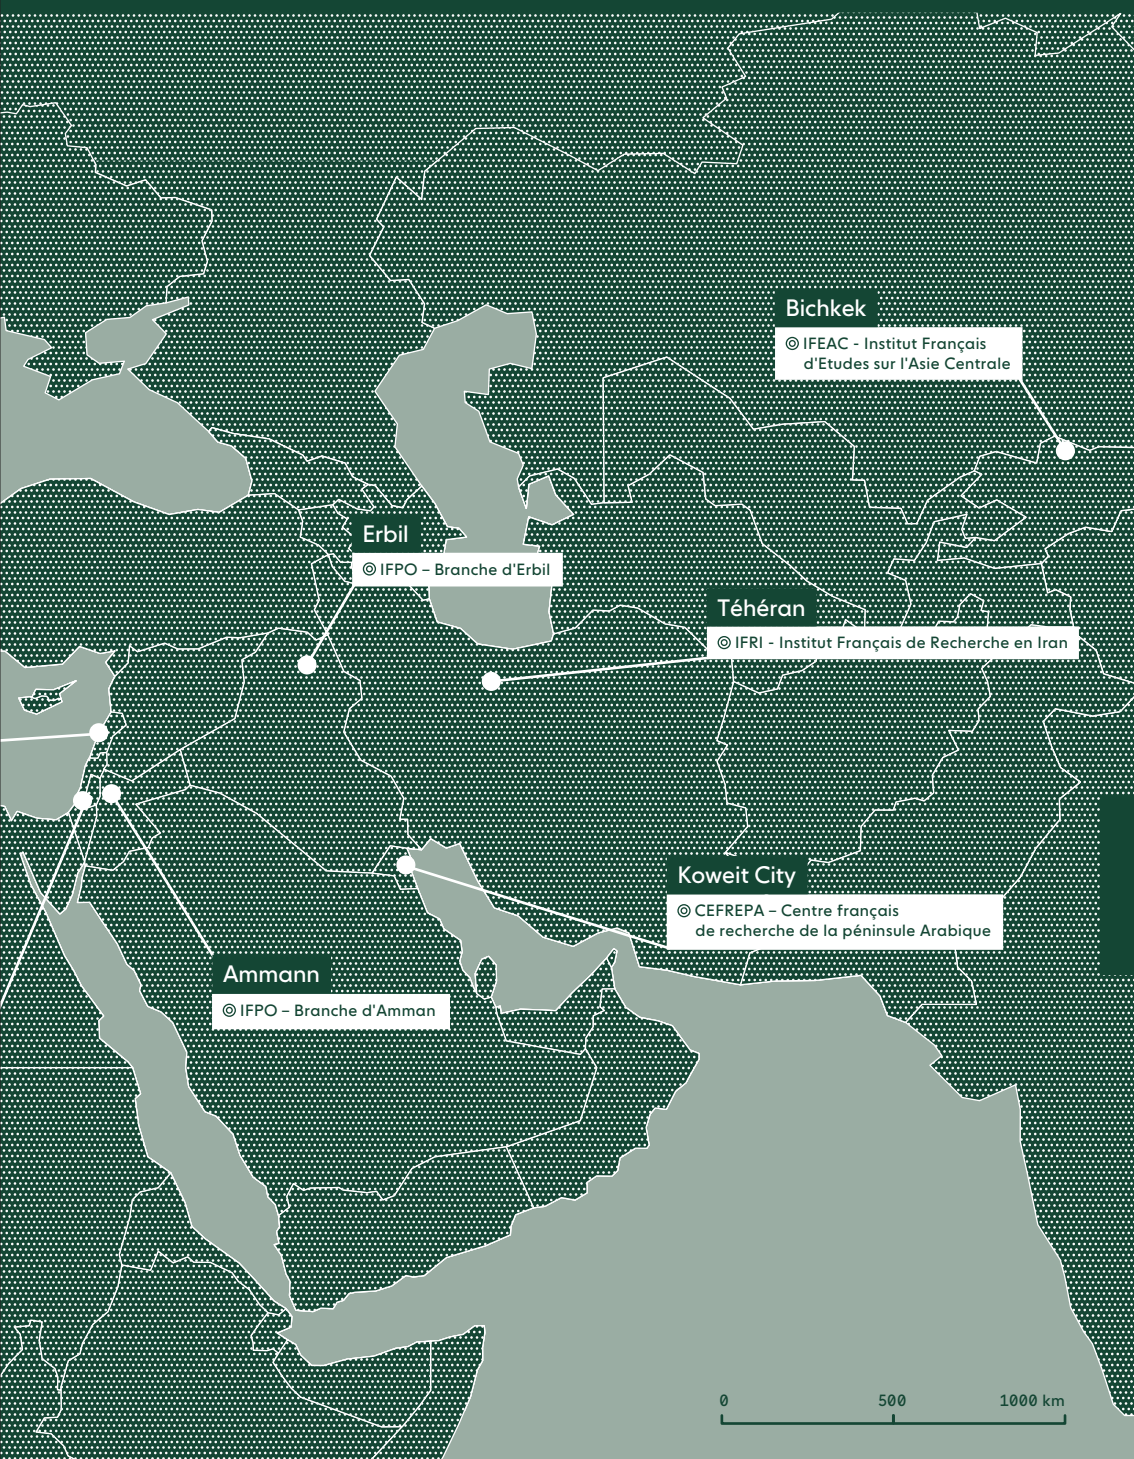 Bichkek
◎ IFEAC - Institut Français
d'Etudes sur l'Asie Centrale
Erbil
◎ IFPO – Branche d'Erbil
Téhéran
◎ IFRI - Institut Français de Recherche en Iran
Koweit City
◎ CEFREPA – Centre français
de recherche de la péninsule Arabique
Ammann
◎ IFPO – Branche d'Amman
0 500 1000 km